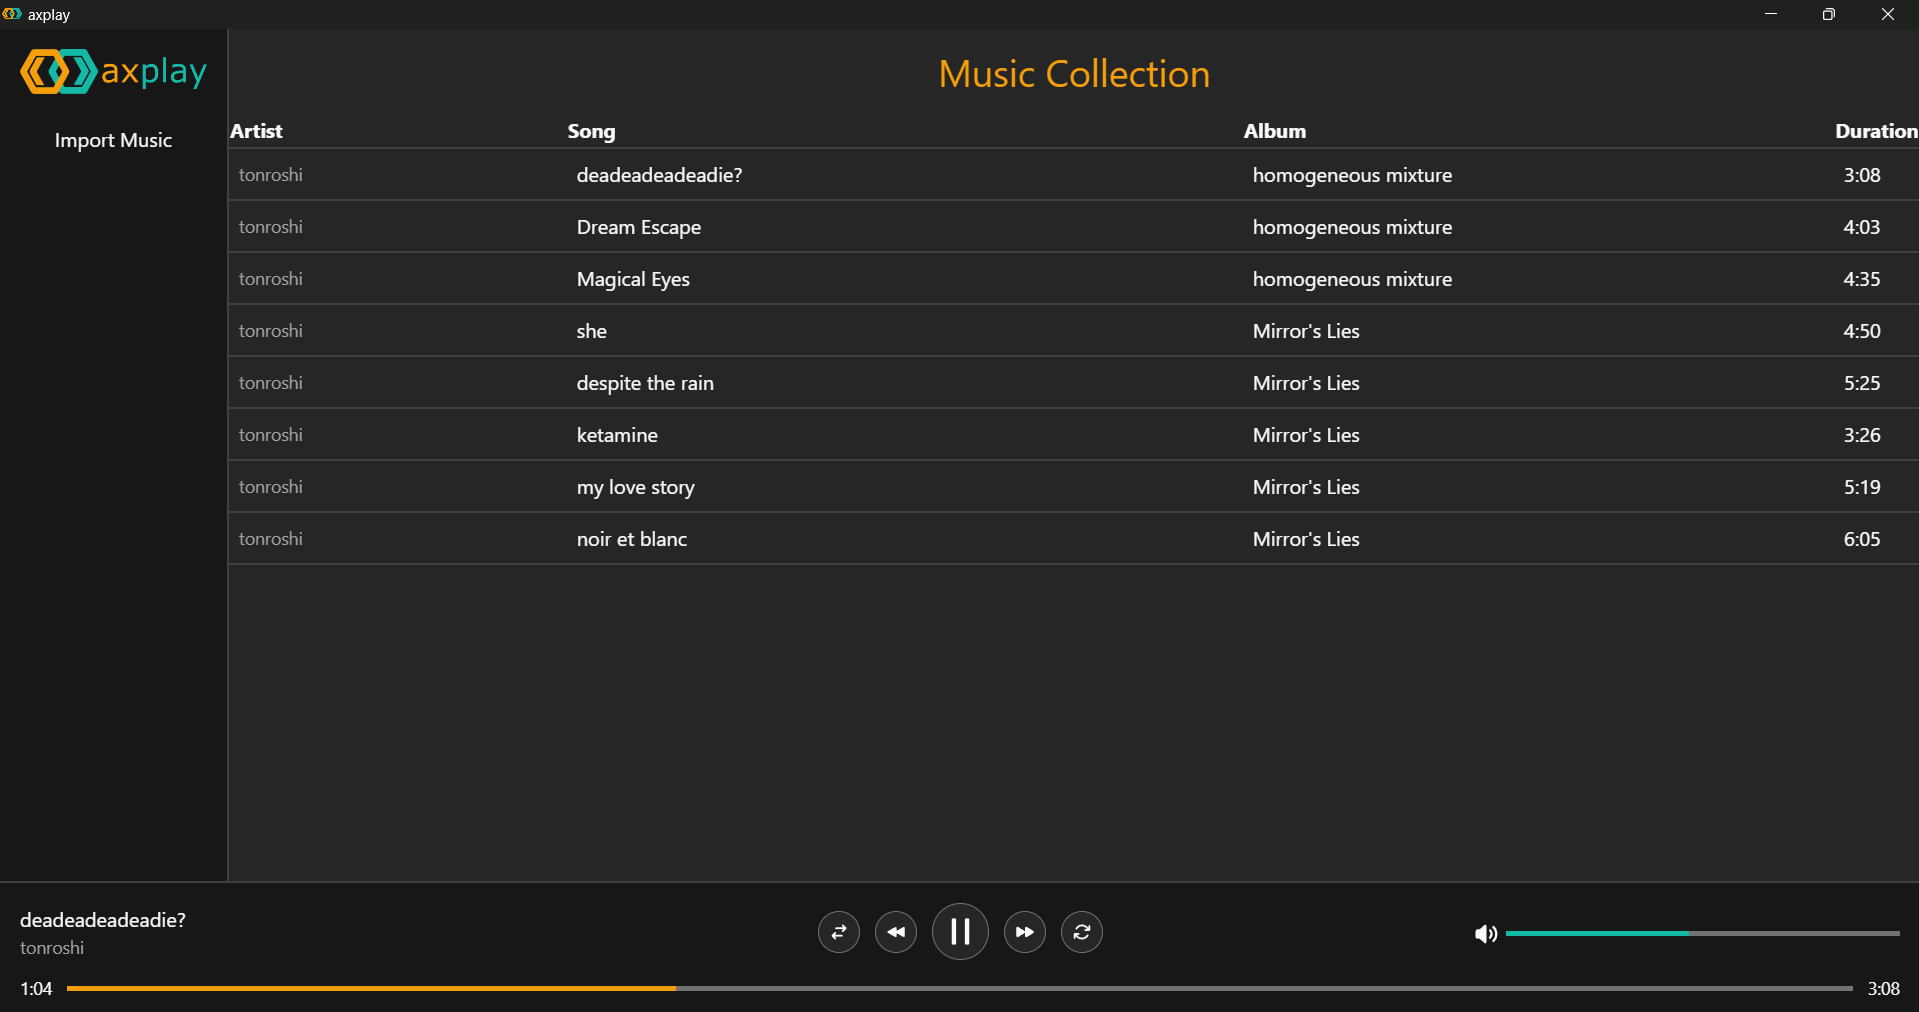 axplay
axplay
Import Music
Music Collection
Artist Song Album Duration
tonroshi deadeadeadeadie? homogeneous mixture 3:08
tonroshi Dream Escape homogeneous mixture 4:03
tonroshi Magical Eyes homogeneous mixture 4:35
tonroshi she Mirror's Lies 4:50
tonroshi despite the rain Mirror's Lies 5:25
tonroshi ketamine Mirror's Lies 3:26
tonroshi my love story Mirror's Lies 5:19
tonroshi noir et blanc Mirror's Lies 6:05
deadeadeadeadie?
tonroshi
1:04 3:08